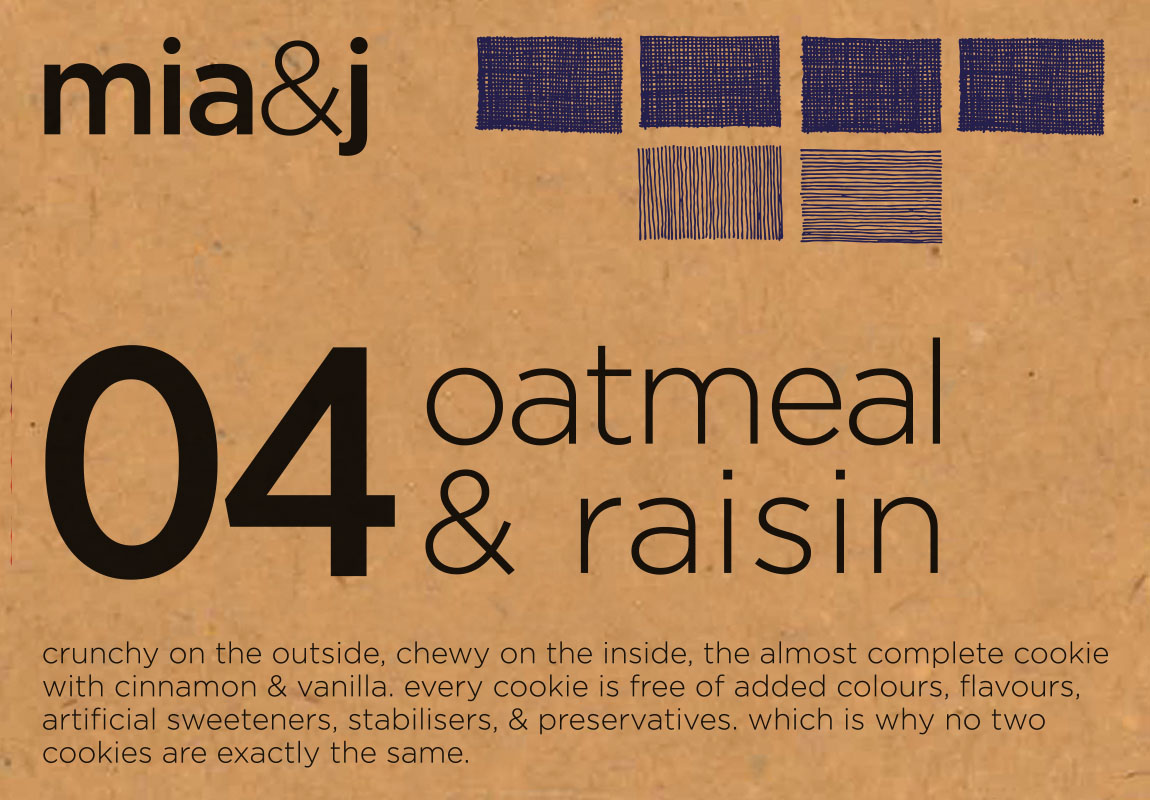 mia&j
04 oatmeal
& raisin
crunchy on the outside, chewy on the inside, the almost complete cookie
with cinnamon & vanilla. every cookie is free of added colours, flavours,
artificial sweeteners, stabilisers, & preservatives. which is why no two
cookies are exactly the same.